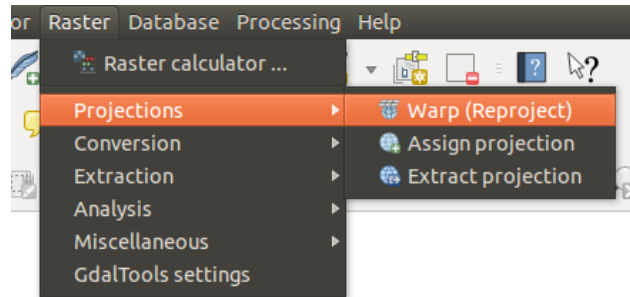 or Raster Database Processing Help
Raster calculator ...
Projections
Warp (Reproject)
Conversion
Assign projection
Extraction
Extract projection
Analysis
Miscellaneous
GdalTools settings